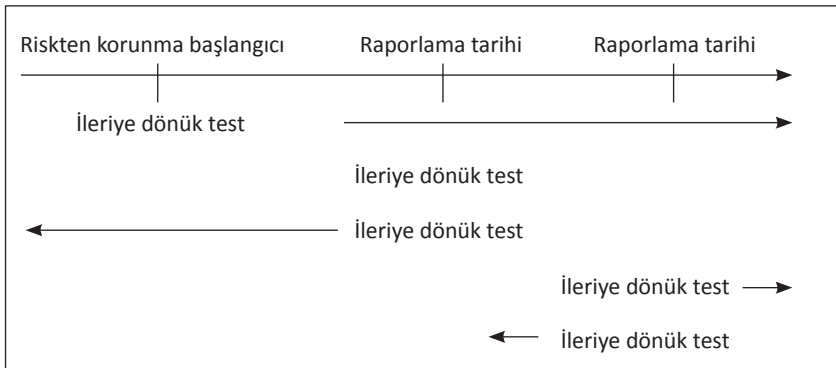 Riskten korunma başlangıcı Raporlama tarihi Raporlama tarihi
İleriye dönük test
İleriye dönük test
İleriye dönük test
İleriye dönük test
İleriye dönük test